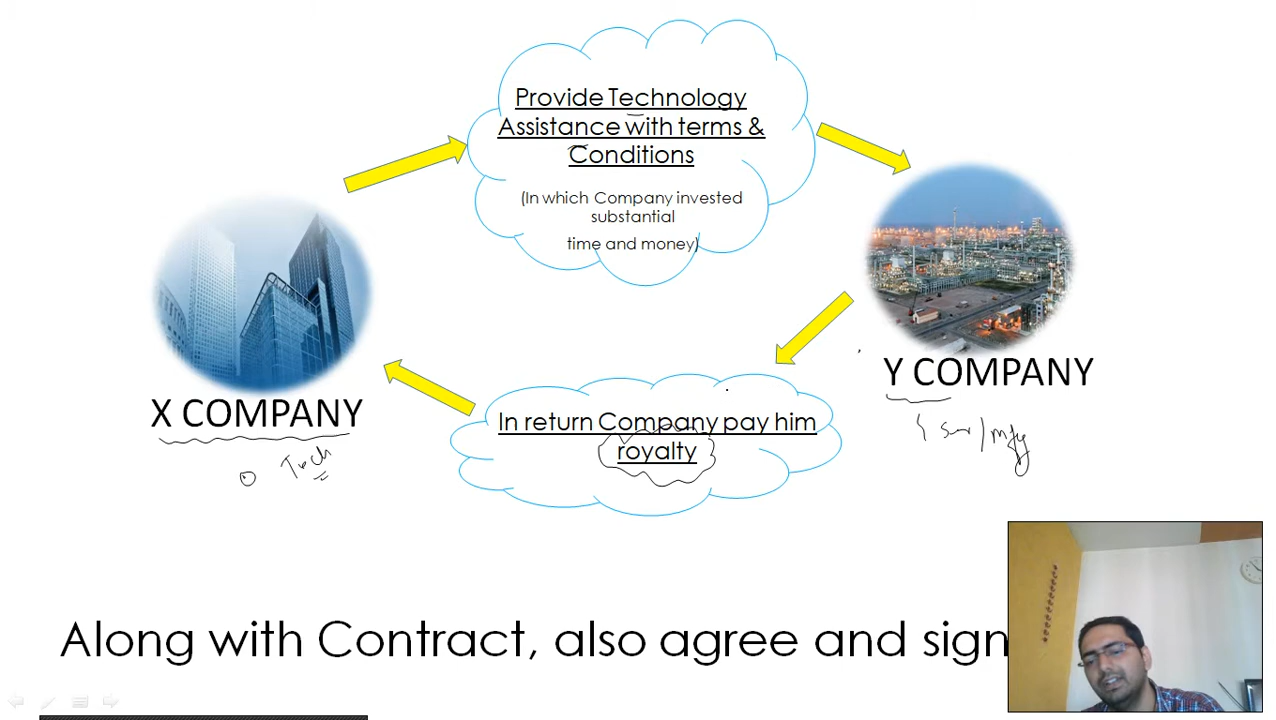 Provide Technology
Assistance with terms &
Conditions
(In which Company invested
substantial
time and money)
X COMPANY
Tech
Y COMPANY
In return Company pay him
royalty
Along with Contract, also agree and sign